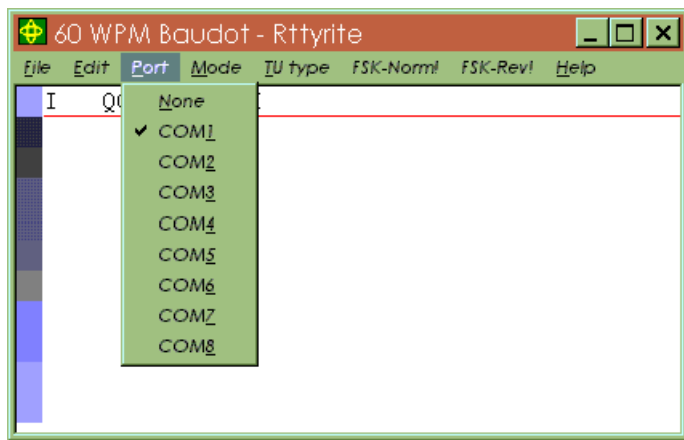 60 WPM Baudot - Rttyrite
File Edit Port Mode TU type FSK-Norm! FSK-Rev! Help
I
None
✔ COM1
COM2
COM3
COM4
COM5
COM6
COM7
COM8